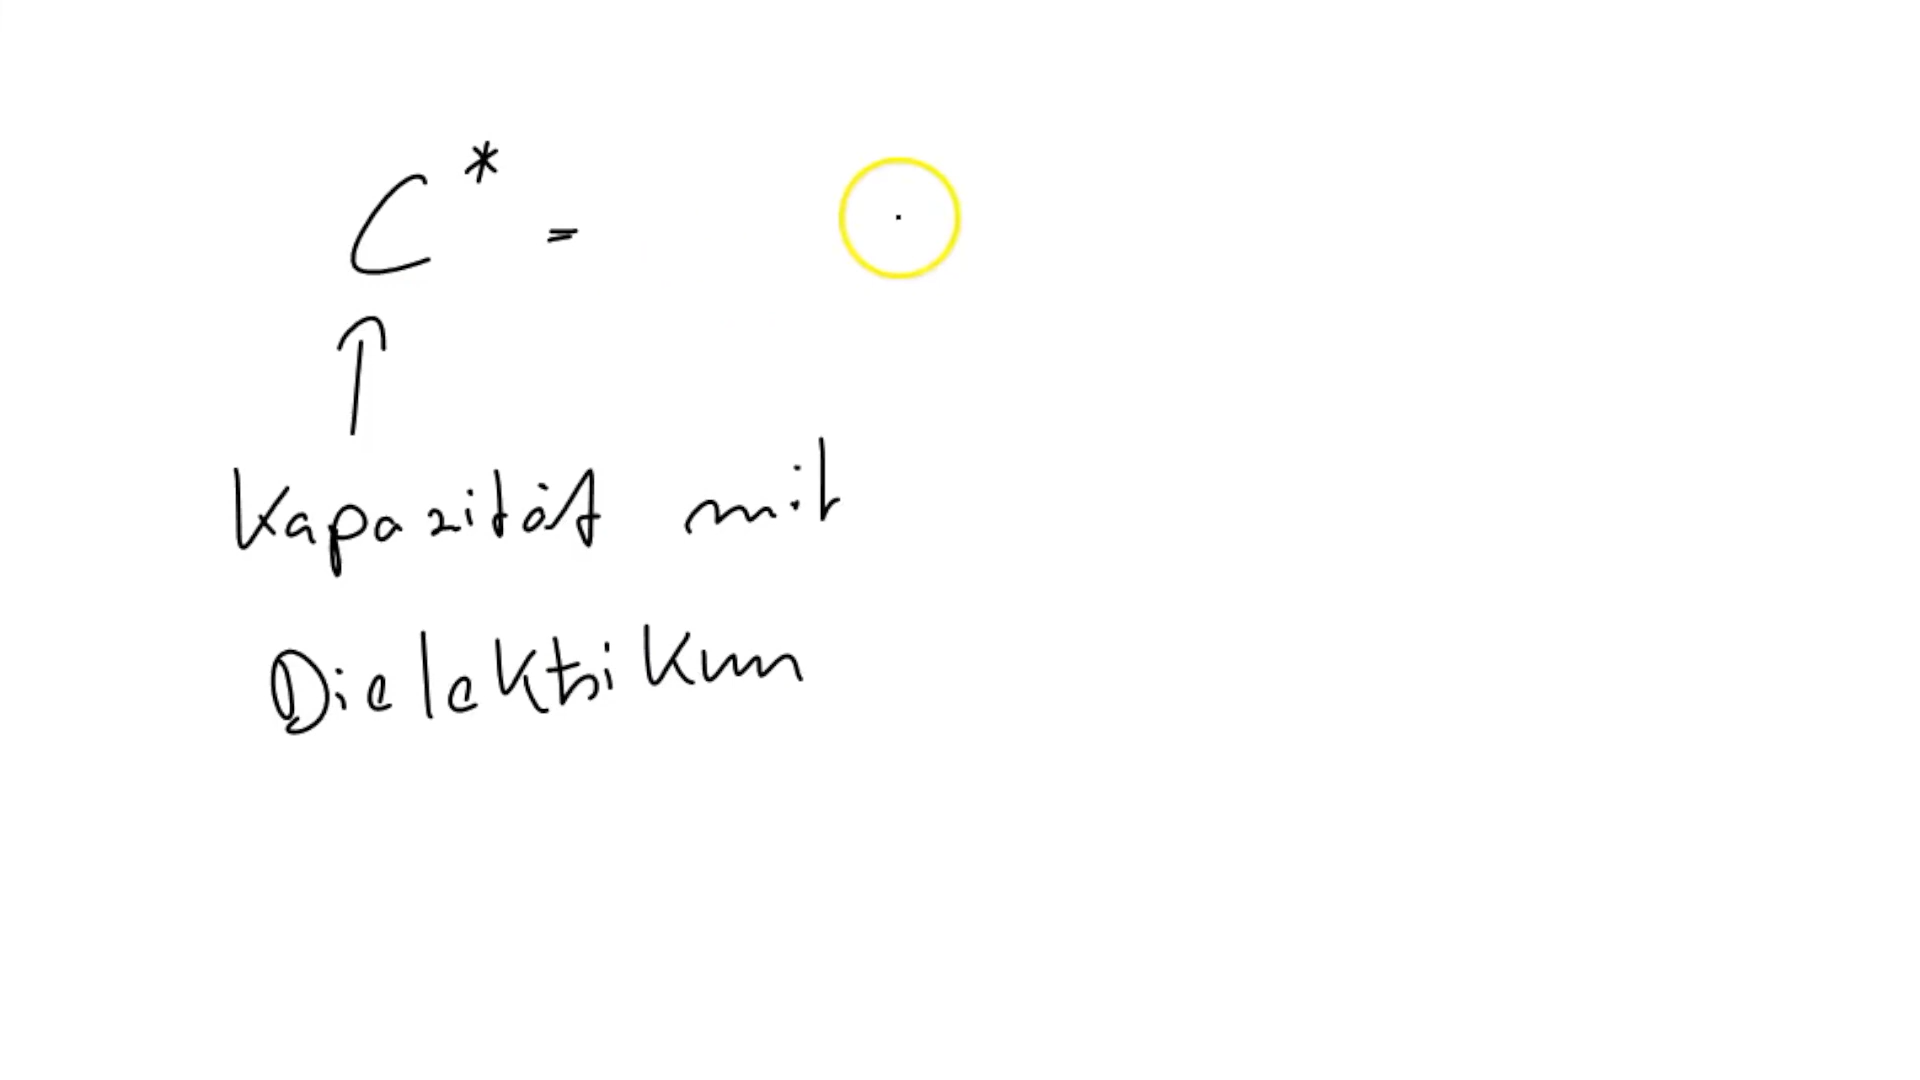 C* =
↑
Kapazität mit
Dielektrikum